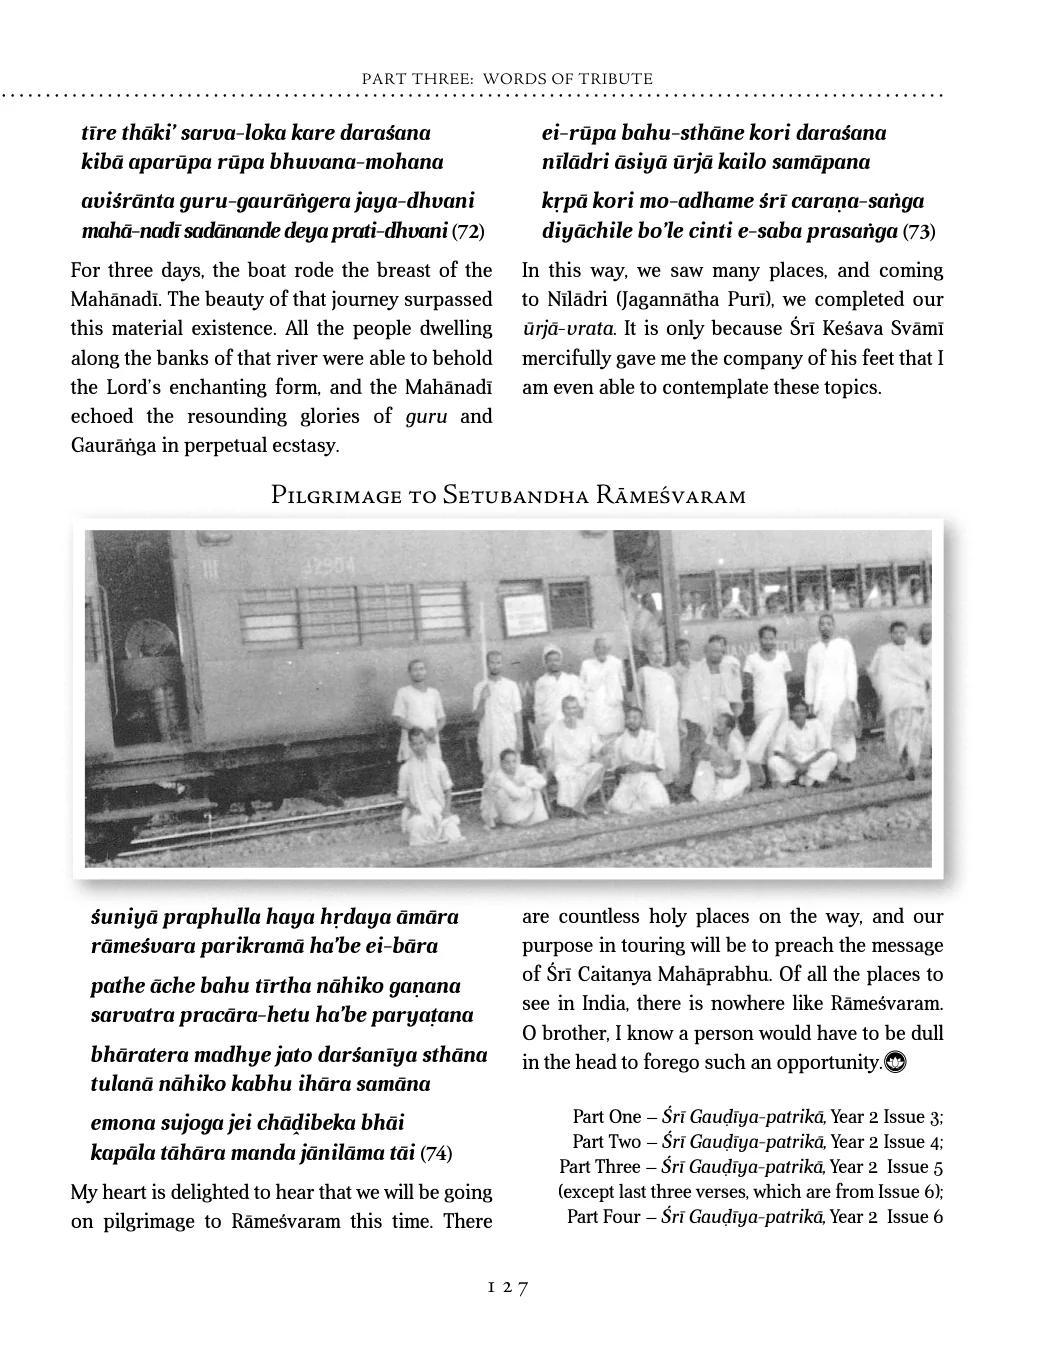 PART THREE: WORDS OF TRIBUTE
tīre thāki’ sarva-loka kare daraśana
kibā aparūpa rūpa bhuvana-mohana
aviśrānta guru-gaurāṅgera jaya-dhvani
mahā-nadī sadānande deya prati-dhvani (72)
For three days, the boat rode the breast of the
Mahānadī. The beauty of that journey surpassed
this material existence. All the people dwelling
along the banks of that river were able to behold
the Lord’s enchanting form, and the Mahānadī
echoed the resounding glories of guru and
Gaurāṅga in perpetual ecstasy.
ei-rūpa bahu-sthāne kori daraśana
nīlādri āsiyā ūrjā kailo samāpana
kṛpā kori mo-adhame śrī caraṇa-saṅga
diyāchile bo’le cinti e-saba prasaṅga (73)
In this way, we saw many places, and coming
to Nīlādri (Jagannātha Purī), we completed our
ūrjā-vrata. It is only because Śrī Keśava Svāmī
mercifully gave me the company of his feet that I
am even able to contemplate these topics.
Pilgrimage to Setubandha Rāmeśvaram
III 42904
śuniyā praphulla haya hṛdaya āmāra
rāmeśvara parikramā ha’be ei-bāra
pathe āche bahu tīrtha nāhiko gaṇana
sarvatra pracāra-hetu ha’be paryaṭana
bhāratera madhye jato darśanīya sthāna
tulanā nāhiko kabhu ihāra samāna
emona sujoga jei chāḓibeka bhāi
kapāla tāhāra manda jānilāma tāi (74)
My heart is delighted to hear that we will be going
on pilgrimage to Rāmeśvaram this time. There
are countless holy places on the way, and our
purpose in touring will be to preach the message
of Śrī Caitanya Mahāprabhu. Of all the places to
see in India, there is nowhere like Rāmeśvaram.
O brother, I know a person would have to be dull
in the head to forego such an opportunity.
Part One – Śrī Gauḍīya-patrikā, Year 2 Issue 3;
Part Two – Śrī Gauḍīya-patrikā, Year 2 Issue 4;
Part Three – Śrī Gauḍīya-patrikā, Year 2 Issue 5
(except last three verses, which are from Issue 6);
Part Four – Śrī Gauḍīya-patrikā, Year 2 Issue 6
127